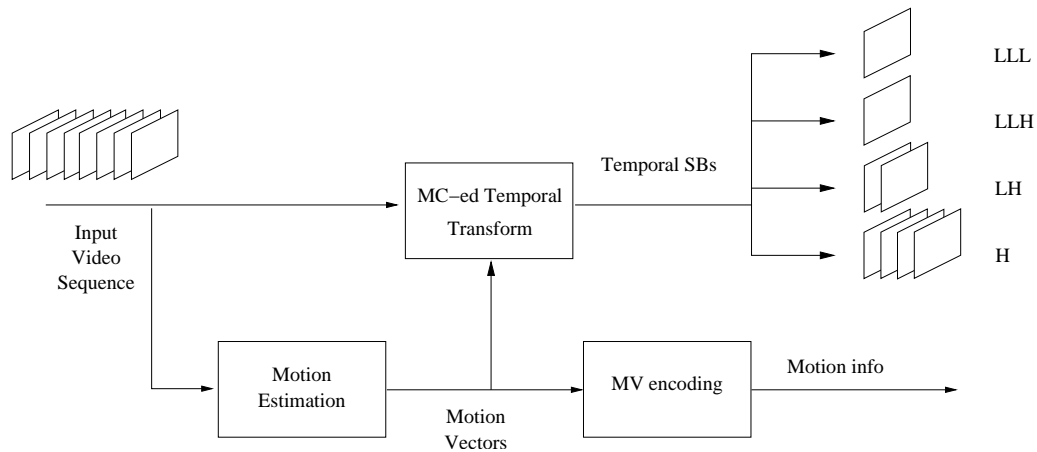 LLL
LLH
Temporal SBs
MC−ed Temporal
Transform
LH
Input
Video
Sequence
H
Motion
Estimation
MV encoding
Motion info
Motion
Vectors